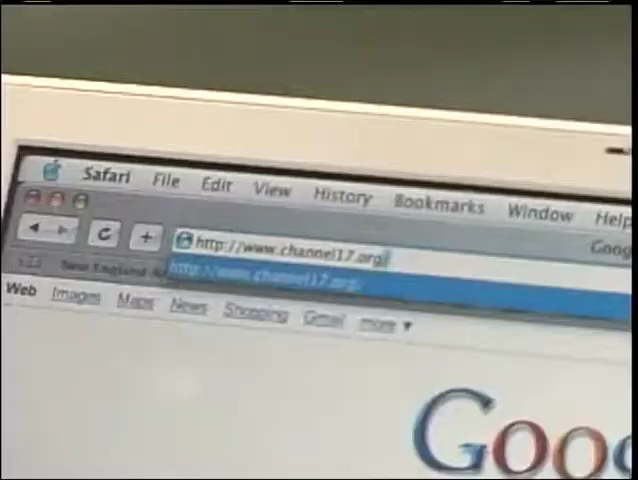 Safari File Edit View History Bookmarks Window Help
Goog
http://www.channel17.org/
http://www.channel17.org/
New England
Web Images Maps News Shopping Gmail more ▼
Goo